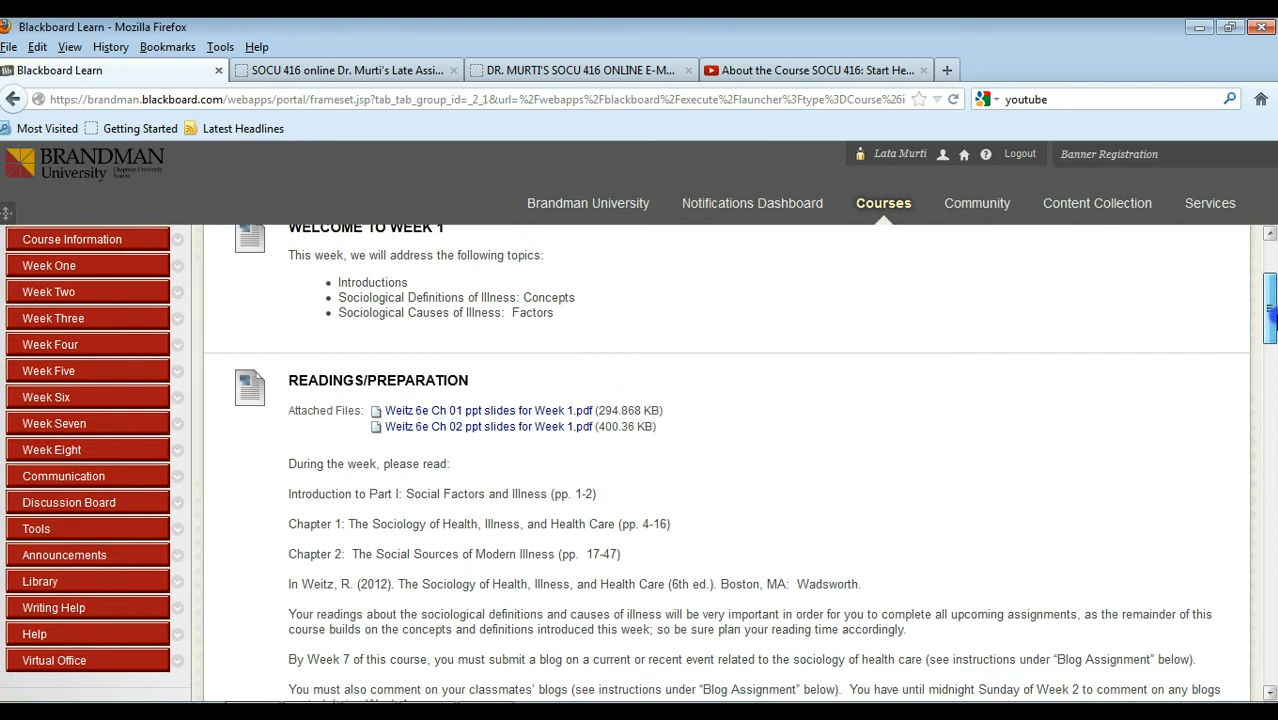 Blackboard Learn - Mozilla Firefox
File Edit View History Bookmarks Tools Help
Blackboard Learn × SOCU 416 online Dr. Murti's Late Assi... × DR. MURTI'S SOCU 416 ONLINE E-M... × About the Course SOCU 416: Start He... × +
https://brandman.blackboard.com/webapps/portal/frameset.jsp?tab_tab_group_id=_2_1&url=%2Fwebapps%2Fblackboard%2Fexecute%2Flauncher%3Ftype%3DCourse%26i youtube
Most Visited Getting Started Latest Headlines
BRANDMAN
University Chapman University System
Lata Murti Logout Banner Registration
Brandman University Notifications Dashboard Courses Community Content Collection Services
Course Information
Week One
Week Two
Week Three
Week Four
Week Five
Week Six
Week Seven
Week Eight
Communication
Discussion Board
Tools
Announcements
Library
Writing Help
Help
Virtual Office
WELCOME TO WEEK 1
This week, we will address the following topics:
• Introductions
• Sociological Definitions of Illness: Concepts
• Sociological Causes of Illness: Factors
READINGS/PREPARATION
Attached Files: Weitz 6e Ch 01 ppt slides for Week 1.pdf (294.868 KB)
Weitz 6e Ch 02 ppt slides for Week 1.pdf (400.36 KB)
During the week, please read:
Introduction to Part I: Social Factors and Illness (pp. 1-2)
Chapter 1: The Sociology of Health, Illness, and Health Care (pp. 4-16)
Chapter 2: The Social Sources of Modern Illness (pp. 17-47)
In Weitz, R. (2012). The Sociology of Health, Illness, and Health Care (6th ed.). Boston, MA: Wadsworth.
Your readings about the sociological definitions and causes of illness will be very important in order for you to complete all upcoming assignments, as the remainder of
this course builds on the concepts and definitions introduced this week; so be sure plan your reading time accordingly.
By Week 7 of this course, you must submit a blog on a current or recent event related to the sociology of health care (see instructions under “Blog Assignment” below).
You must also comment on your classmates’ blogs (see instructions under “Blog Assignment” below). You have until midnight Sunday of Week 2 to comment on any blogs